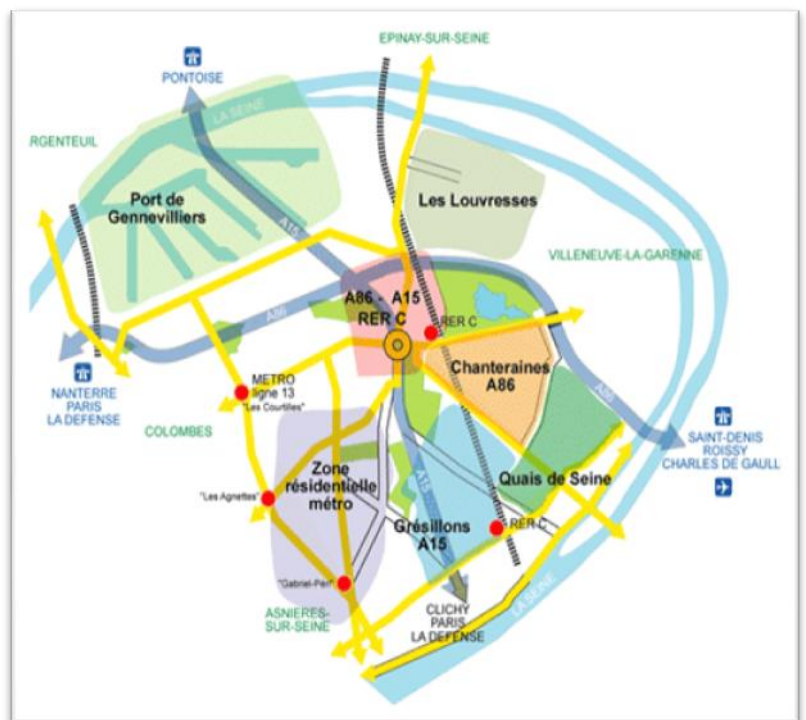 EPINAY-SUR-SEINE
PONTOISE
LA SEINE
RGENTEUIL
Port de
Gennevilliers
Les Louvresses
A15
VILLENEUVE-LA-GARENNE
A86 - A15
RER C
A86
RER C
Chanteraines
A86
METRO
ligne 13
"Les Courtilles"
NANTERRE
PARIS
LA DEFENSE
COLOMBES
A86
SAINT-DENIS
ROISSY
CHARLES DE GAULL
Zone
résidentielle
métro
"Les Agnettes"
A15
Quais de Seine
Grésillons
A15
RER C
"Gabriel-Péri"
ASNIERES-
SUR-SEINE
CLICHY
PARIS
LA DEFENSE
LA SEINE